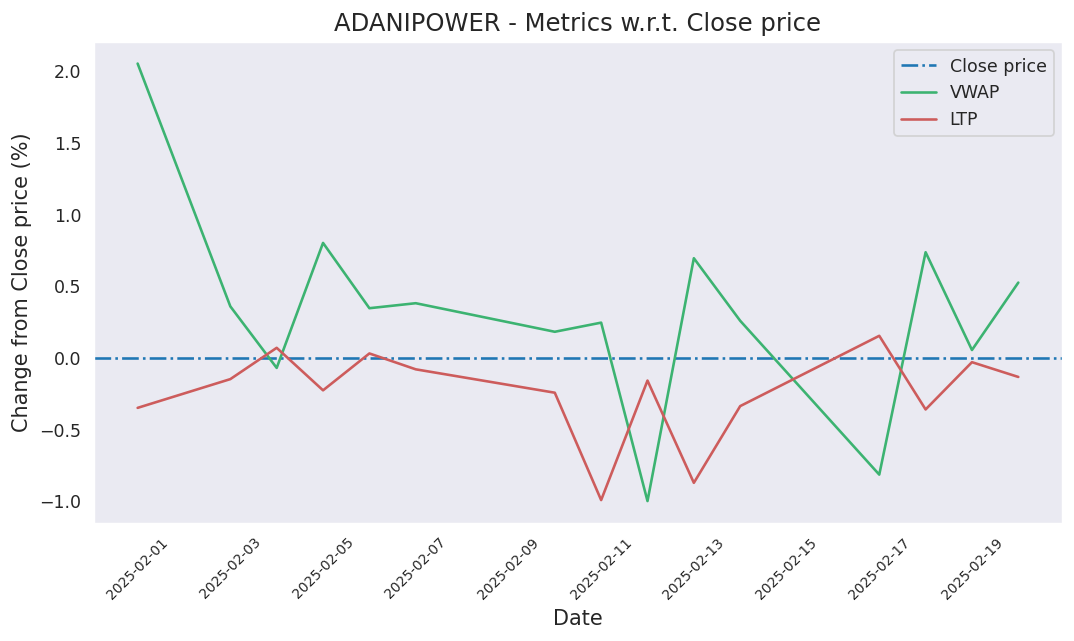 ADANIPOWER - Metrics w.r.t. Close price
Close price
VWAP
LTP
Change from Close price (%)
2.0
1.5
1.0
0.5
0.0
−0.5
−1.0
2025-02-01
2025-02-03
2025-02-05
2025-02-07
2025-02-09
2025-02-11
2025-02-13
2025-02-15
2025-02-17
2025-02-19
Date